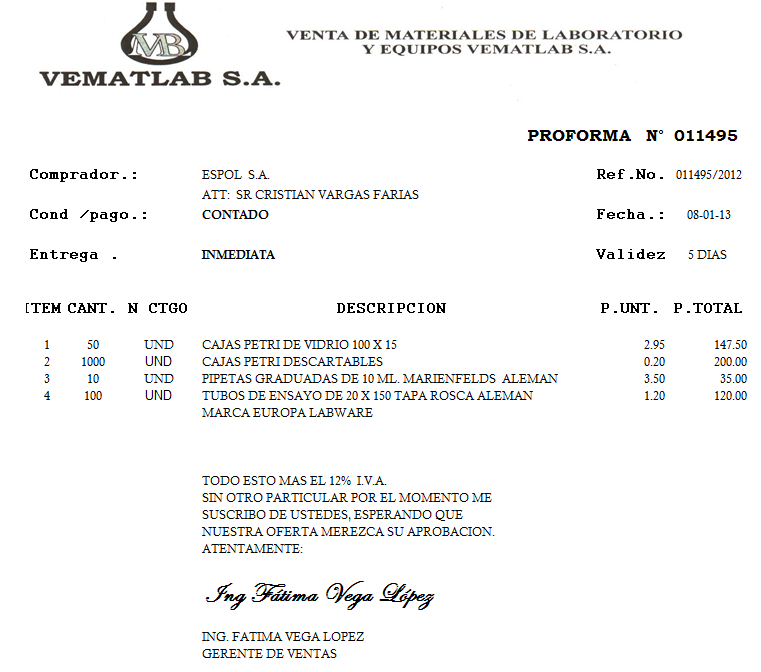 MB
VEMATLAB S.A.
VENTA DE MATERIALES DE LABORATORIO
Y EQUIPOS VEMATLAB S.A.
PROFORMA N° 011495
Comprador.: ESPOL S.A. Ref.No. 011495/2012
ATT: SR CRISTIAN VARGAS FARIAS
Cond /pago.: CONTADO Fecha.: 08-01-13
Entrega . INMEDIATA Validez 5 DIAS
ITEM CANT. N CTGO DESCRIPCION P.UNT. P.TOTAL
1 50 UND CAJAS PETRI DE VIDRIO 100 X 15 2.95 147.50
2 1000 UND CAJAS PETRI DESCARTABLES 0.20 200.00
3 10 UND PIPETAS GRADUADAS DE 10 ML. MARIENFELDS ALEMAN 3.50 35.00
4 100 UND TUBOS DE ENSAYO DE 20 X 150 TAPA ROSCA ALEMAN 1.20 120.00
MARCA EUROPA LABWARE
TODO ESTO MAS EL 12% I.V.A.
SIN OTRO PARTICULAR POR EL MOMENTO ME
SUSCRIBO DE USTEDES, ESPERANDO QUE
NUESTRA OFERTA MEREZCA SU APROBACION.
ATENTAMENTE:
Ing Fátima Vega López
ING. FATIMA VEGA LOPEZ
GERENTE DE VENTAS